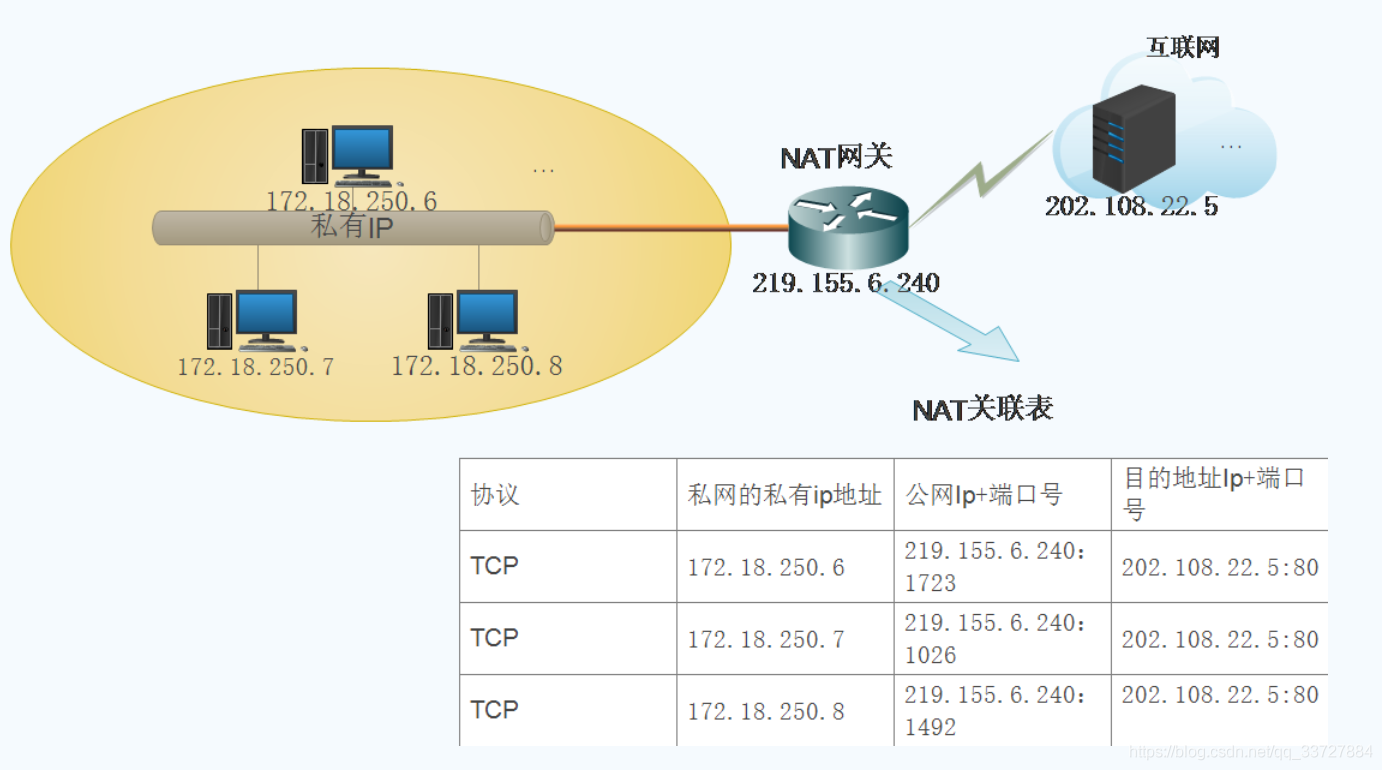 互联网
NAT网关
...
...
172.18.250.6
202.108.22.5
私有IP
219.155.6.240
172.18.250.7
172.18.250.8
NAT关联表
协议
私网的私有ip地址
公网Ip+端口号
目的地址Ip+端口
号
TCP
172.18.250.6
219.155.6.240:
1723
202.108.22.5:80
TCP
172.18.250.7
219.155.6.240:
1026
202.108.22.5:80
TCP
172.18.250.8
219.155.6.240:
1492
202.108.22.5:80
https://blog.csdn.net/qq_33727884